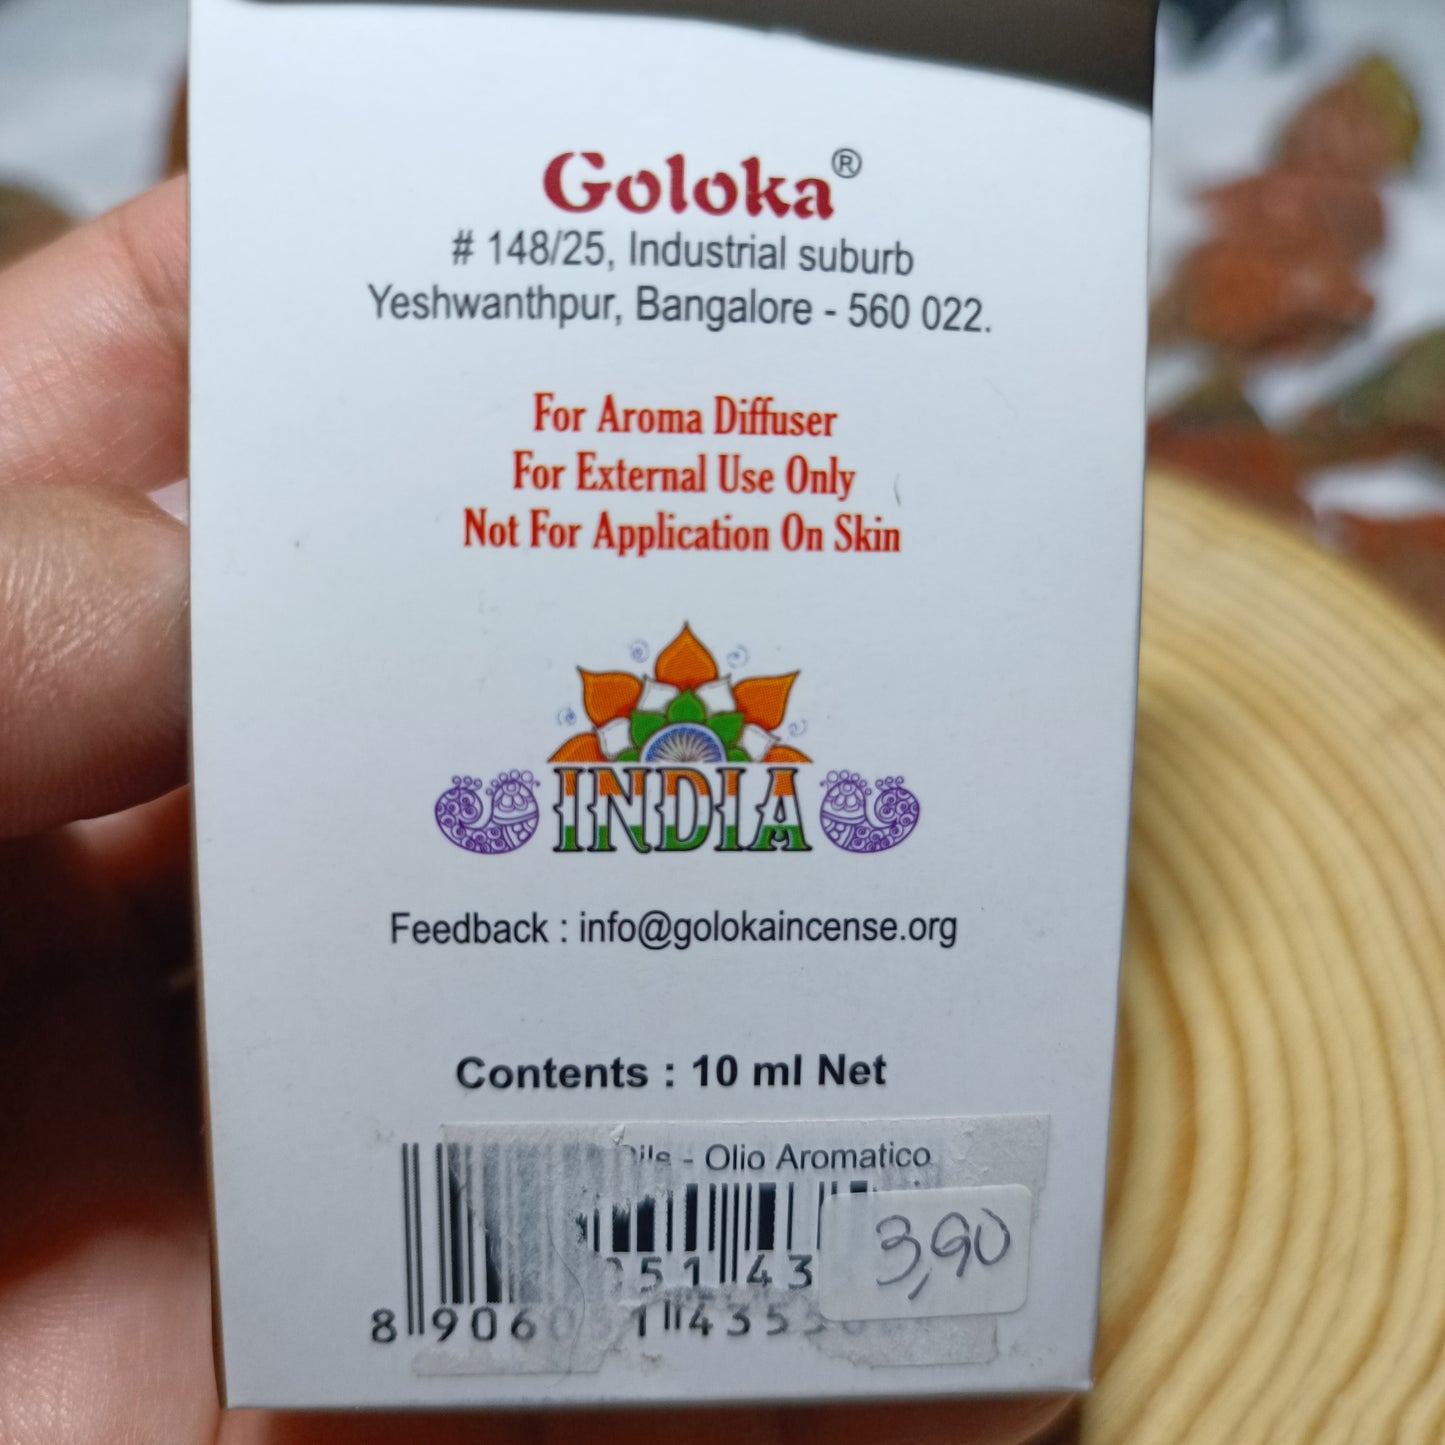 Goloka®
# 148/25, Industrial suburb
Yeshwanthpur, Bangalore - 560 022.
For Aroma Diffuser
For External Use Only
Not For Application On Skin
INDIA
Feedback : info@golokaincense.org
Contents : 10 ml Net
- Olio Aromatico
3,90